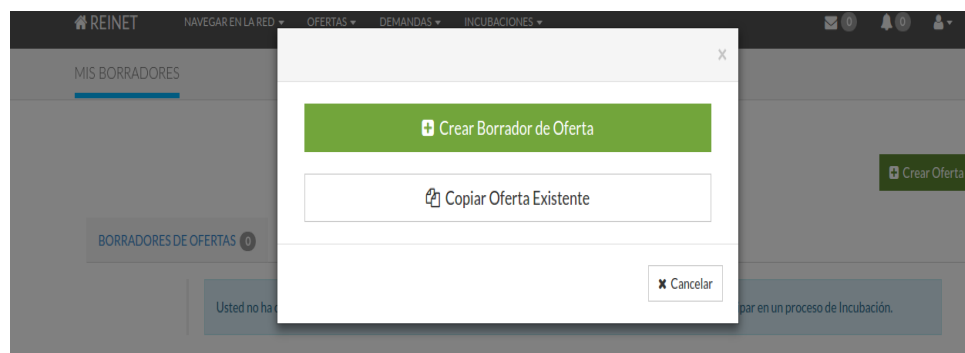 REINET NAVEGAR EN LA RED OFERTAS DEMANDAS INCUBACIONES 0 0
×
MIS BORRADORES
Crear Borrador de Oferta
Crear Oferta
Copiar Oferta Existente
BORRADORES DE OFERTAS 0
Cancelar
Usted no ha par en un proceso de Incubación.